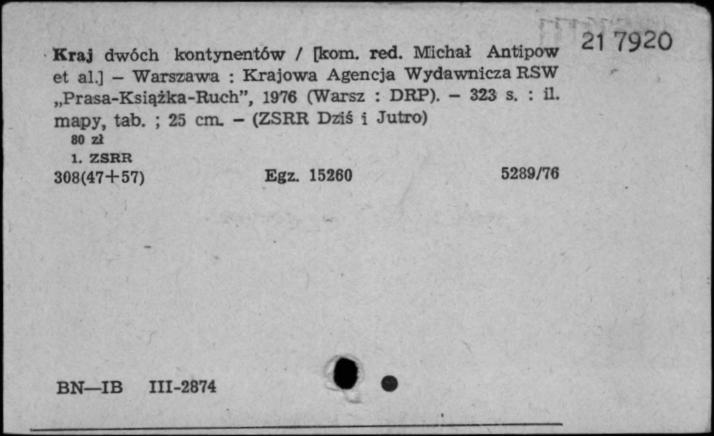 21 7920
Kraj dwóch kontynentów / [kom. red. Michał Antipow
et al.] – Warszawa : Krajowa Agencja Wydawnicza RSW
„Prasa-Książka-Ruch”, 1976 (Warsz : DRP). – 323 s. : il.
mapy, tab. ; 25 cm. – (ZSRR Dziś i Jutro)
80 zł
1. ZSRR
308(47+57) Egz. 15260 5289/76
BN—IB III-2874